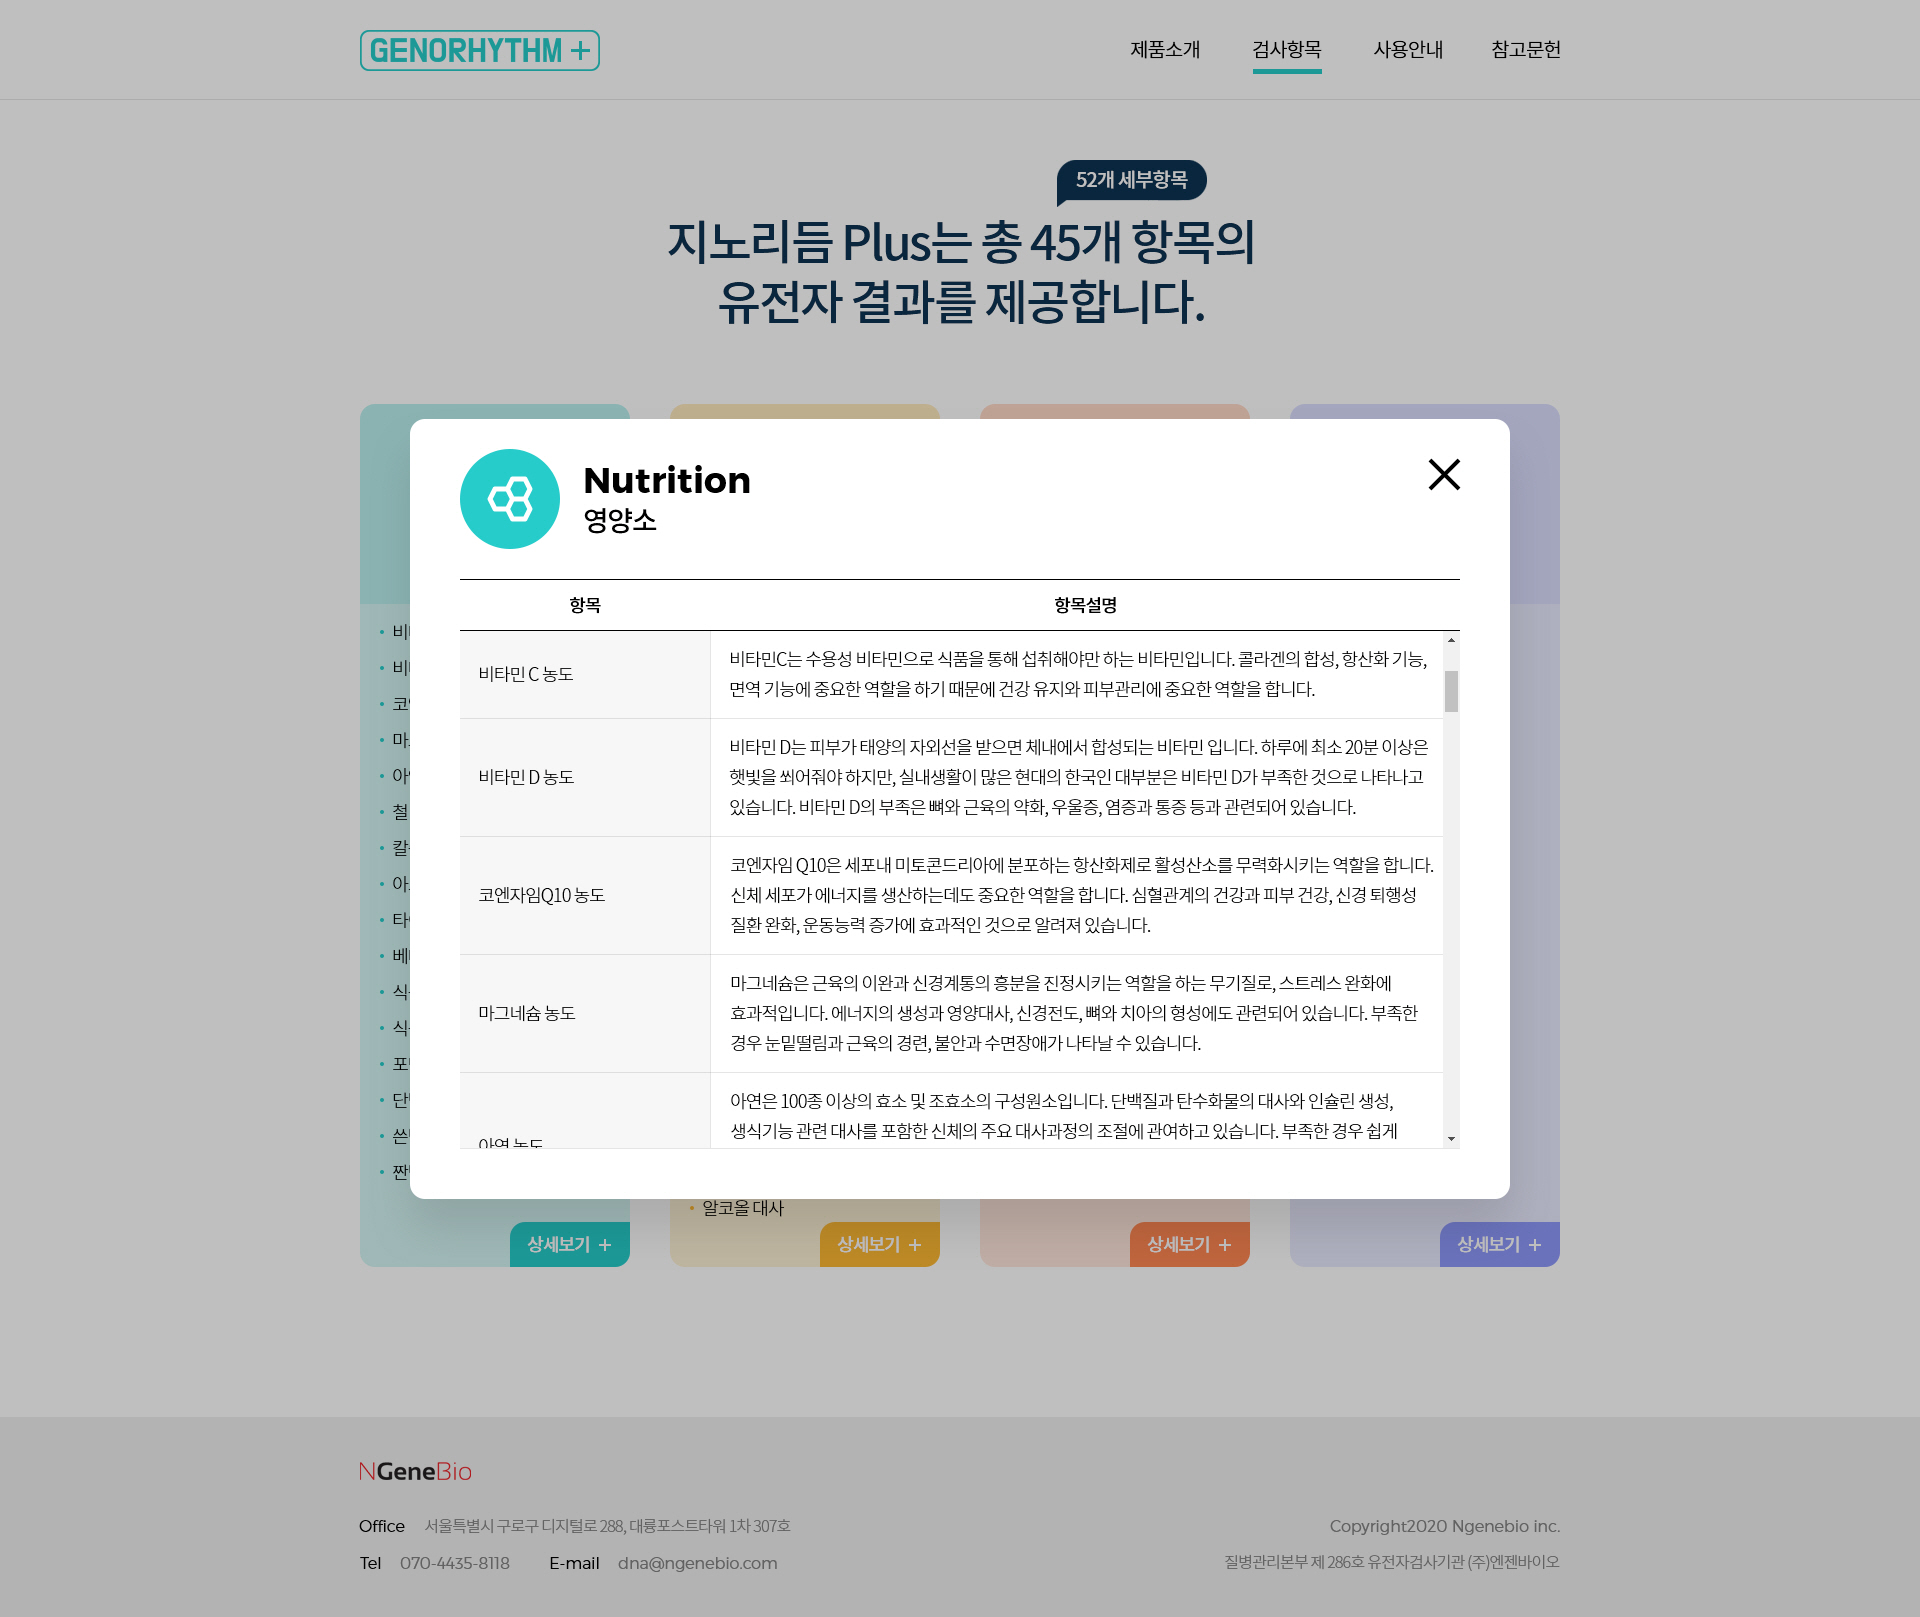 GENORHYTHM +
제품소개
검사항목
사용안내
참고문헌
52개 세부항목
지노리듬 Plus는 총 45개 항목의
유전자 결과를 제공합니다.
Nutrition
영양소
항목
항목설명
비타민 C 농도
비타민C는 수용성 비타민으로 식품을 통해 섭취해야만 하는 비타민입니다. 콜라겐의 합성, 항산화 기능,
면역 기능에 중요한 역할을 하기 때문에 건강 유지와 피부관리에 중요한 역할을 합니다.
비타민 D 농도
비타민 D는 피부가 태양의 자외선을 받으면 체내에서 합성되는 비타민 입니다. 하루에 최소 20분 이상은
햇빛을 쐬어줘야 하지만, 실내생활이 많은 현대의 한국인 대부분은 비타민 D가 부족한 것으로 나타나고
있습니다. 비타민 D의 부족은 뼈와 근육의 약화, 우울증, 염증과 통증 등과 관련되어 있습니다.
코엔자임Q10 농도
코엔자임 Q10은 세포내 미토콘드리아에 분포하는 항산화제로 활성산소를 무력화시키는 역할을 합니다.
신체 세포가 에너지를 생산하는데도 중요한 역할을 합니다. 심혈관계의 건강과 피부 건강, 신경 퇴행성
질환 완화, 운동능력 증가에 효과적인 것으로 알려져 있습니다.
마그네슘 농도
마그네슘은 근육의 이완과 신경계통의 흥분을 진정시키는 역할을 하는 무기질로, 스트레스 완화에
효과적입니다. 에너지의 생성과 영양대사, 신경전도, 뼈와 치아의 형성에도 관련되어 있습니다. 부족한
경우 눈밑떨림과 근육의 경련, 불안과 수면장애가 나타날 수 있습니다.
아연 농도
아연은 100종 이상의 효소 및 조효소의 구성원소입니다. 단백질과 탄수화물의 대사와 인슐린 생성,
생식기능 관련 대사를 포함한 신체의 주요 대사과정의 조절에 관여하고 있습니다. 부족한 경우 쉽게
알코올 대사
상세보기 +
상세보기 +
상세보기 +
상세보기 +
NGeneBio
Office 서울특별시 구로구 디지털로 288, 대륭포스트타워 1차 307호
Tel 070-4435-8118 E-mail dna@ngenebio.com
Copyright2020 Ngenebio inc.
질병관리본부 제 286호 유전자검사기관 (주)엔젠바이오